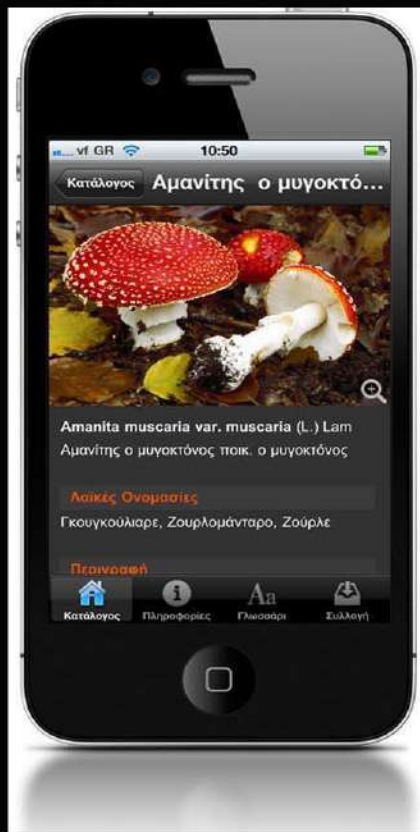 vf GR 10:50
Κατάλογος Αμανίτης ο μυγοκτό...
Amanita muscaria var. muscaria (L.) Lam
Αμανίτης ο μυγοκτόνος ποικ. ο μυγοκτόνος
Λαϊκές Ονομασίες
Γκουγκούλιαρε, Ζουρλομάνταρο, Ζούρλε
Περιγραφή
Aa
Κατάλογος Πληροφορίες Γλωσσάρι Συλλογή